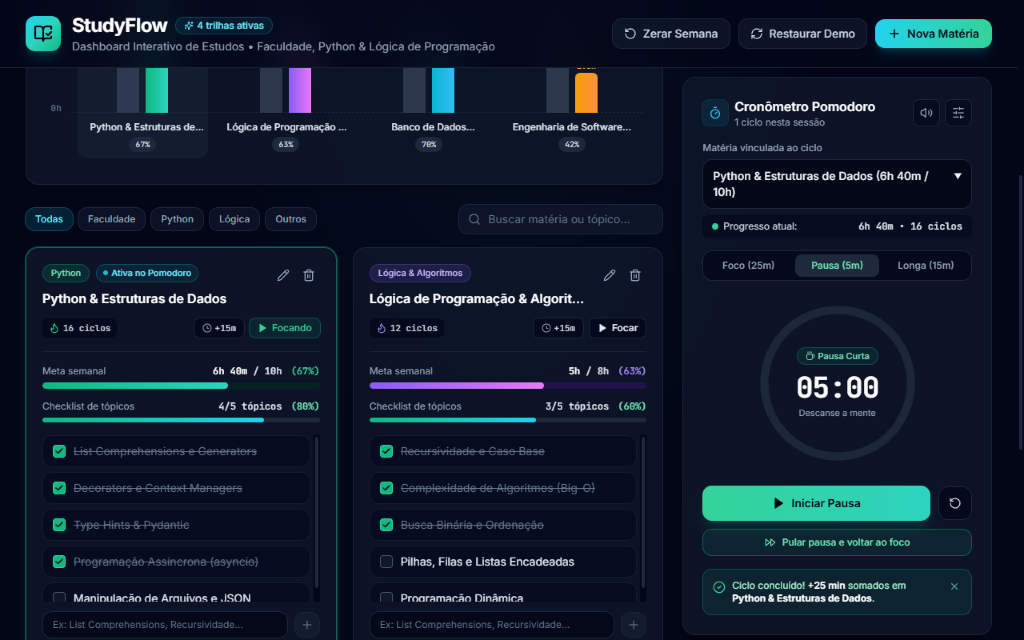 StudyFlow
4 trilhas ativas
Dashboard Interativo de Estudos • Faculdade, Python & Lógica de Programação
Zerar Semana
Restaurar Demo
+ Nova Matéria
0h
Python & Estruturas de...
67%
Lógica de Programação ...
63%
Banco de Dados...
78%
Engenharia de Software...
42%
Todas
Faculdade
Python
Lógica
Outros
Buscar matéria ou tópico...
Python
Ativa no Pomodoro
Python & Estruturas de Dados
16 ciclos
+15m
Focando
Meta semanal
6h 40m / 10h (67%)
Checklist de tópicos
4/5 tópicos (80%)
List Comprehensions e Generators
Decorators e Context Managers
Type Hints & Pydantic
Programação Assíncrona (asyncio)
Manipulação de Arquivos e JSON
Ex: List Comprehensions, Recursividade...
+
Lógica & Algoritmos
Lógica de Programação & Algorit...
12 ciclos
+15m
Focar
Meta semanal
5h / 8h (63%)
Checklist de tópicos
3/5 tópicos (60%)
Recursividade e Caso Base
Complexidade de Algoritmos (Big-O)
Busca Binária e Ordenação
Pilhas, Filas e Listas Encadeadas
Programação Dinâmica
Ex: List Comprehensions, Recursividade...
+
Cronômetro Pomodoro
1 ciclo nesta sessão
Matéria vinculada ao ciclo
Python & Estruturas de Dados (6h 40m /
10h)
Progresso atual:
6h 40m • 16 ciclos
Foco (25m)
Pausa (5m)
Longa (15m)
Pausa Curta
05:00
Descanse a mente
Iniciar Pausa
Pular pausa e voltar ao foco
Ciclo concluído! +25 min somados em
Python & Estruturas de Dados.